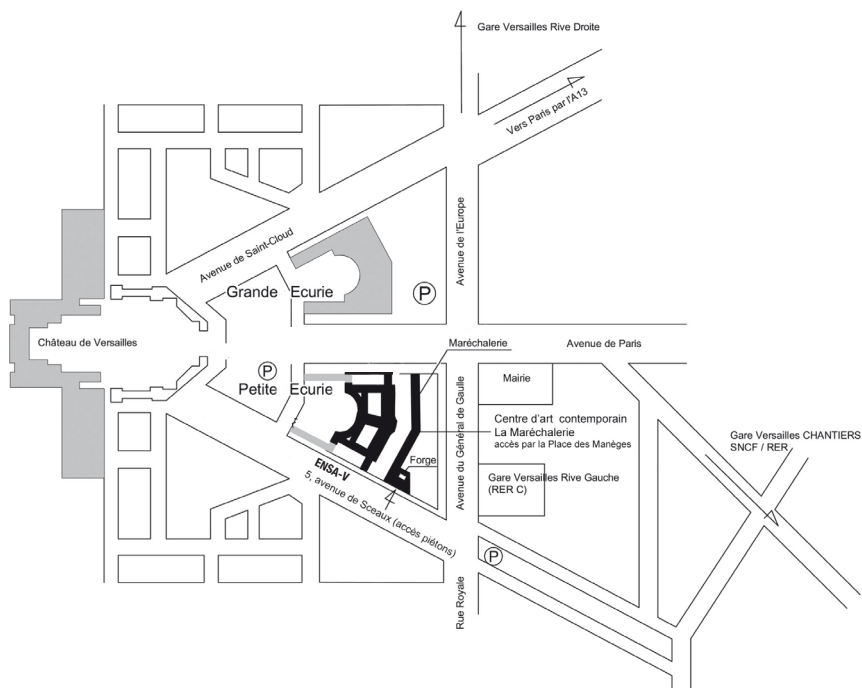 Gare Versailles Rive Droite
Vers Paris par l'A13
Avenue de l'Europe
Avenue de Saint-Cloud
Grande Ecurie
P
Château de Versailles
Maréchalerie
Avenue de Paris
P
Petite Ecurie
Mairie
Avenue du Général de Gaulle
Centre d'art contemporain
La Maréchalerie
accès par la Place des Manèges
Gare Versailles CHANTIERS
SNCF / RER
Forge
ENSA-V
5, avenue de Sceaux (accès piétons)
Gare Versailles Rive Gauche
(RER C)
P
Rue Royale